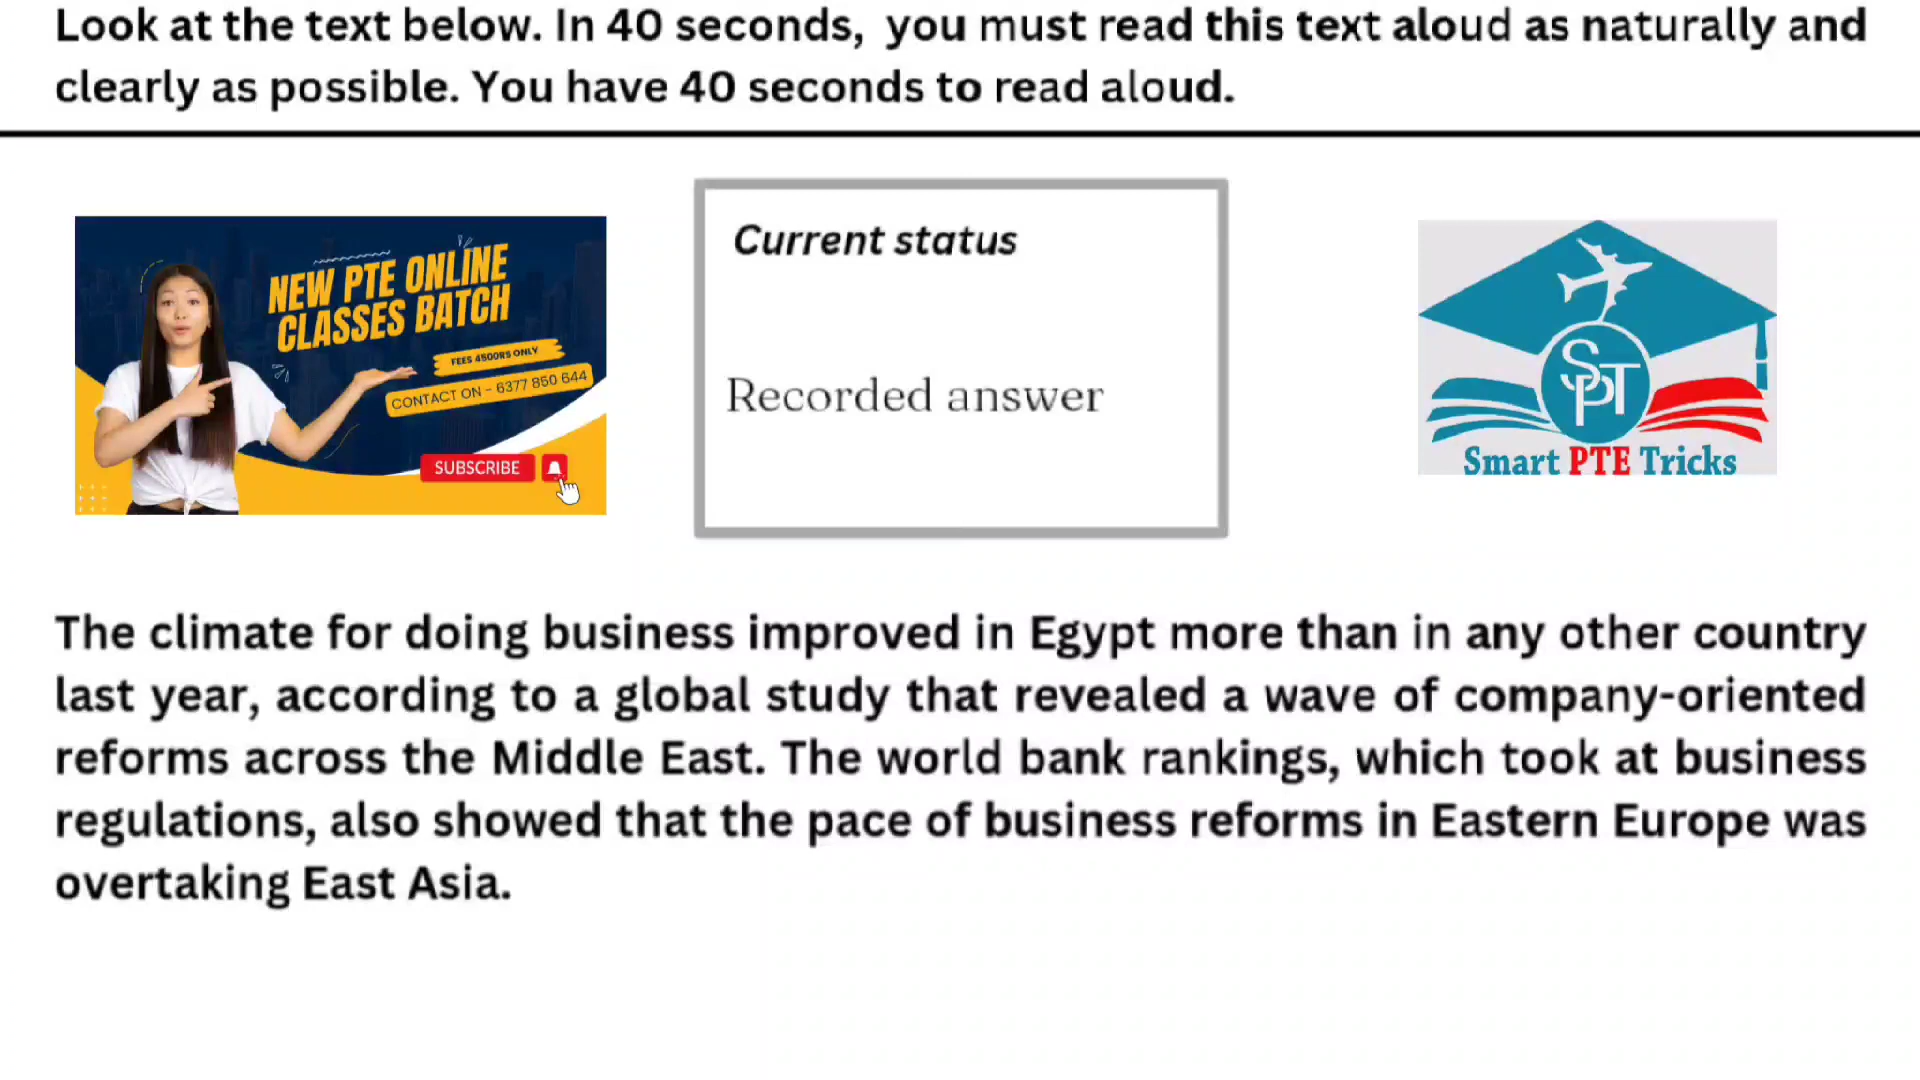 Look at the text below. In 40 seconds, you must read this text aloud as naturally and
clearly as possible. You have 40 seconds to read aloud.
NEW PTE ONLINE
CLASSES BATCH
FEES 4500RS ONLY
CONTACT ON - 6377 850 644
SUBSCRIBE
Current status
Recorded answer
SPT
Smart PTE Tricks
The climate for doing business improved in Egypt more than in any other country
last year, according to a global study that revealed a wave of company-oriented
reforms across the Middle East. The world bank rankings, which took at business
regulations, also showed that the pace of business reforms in Eastern Europe was
overtaking East Asia.